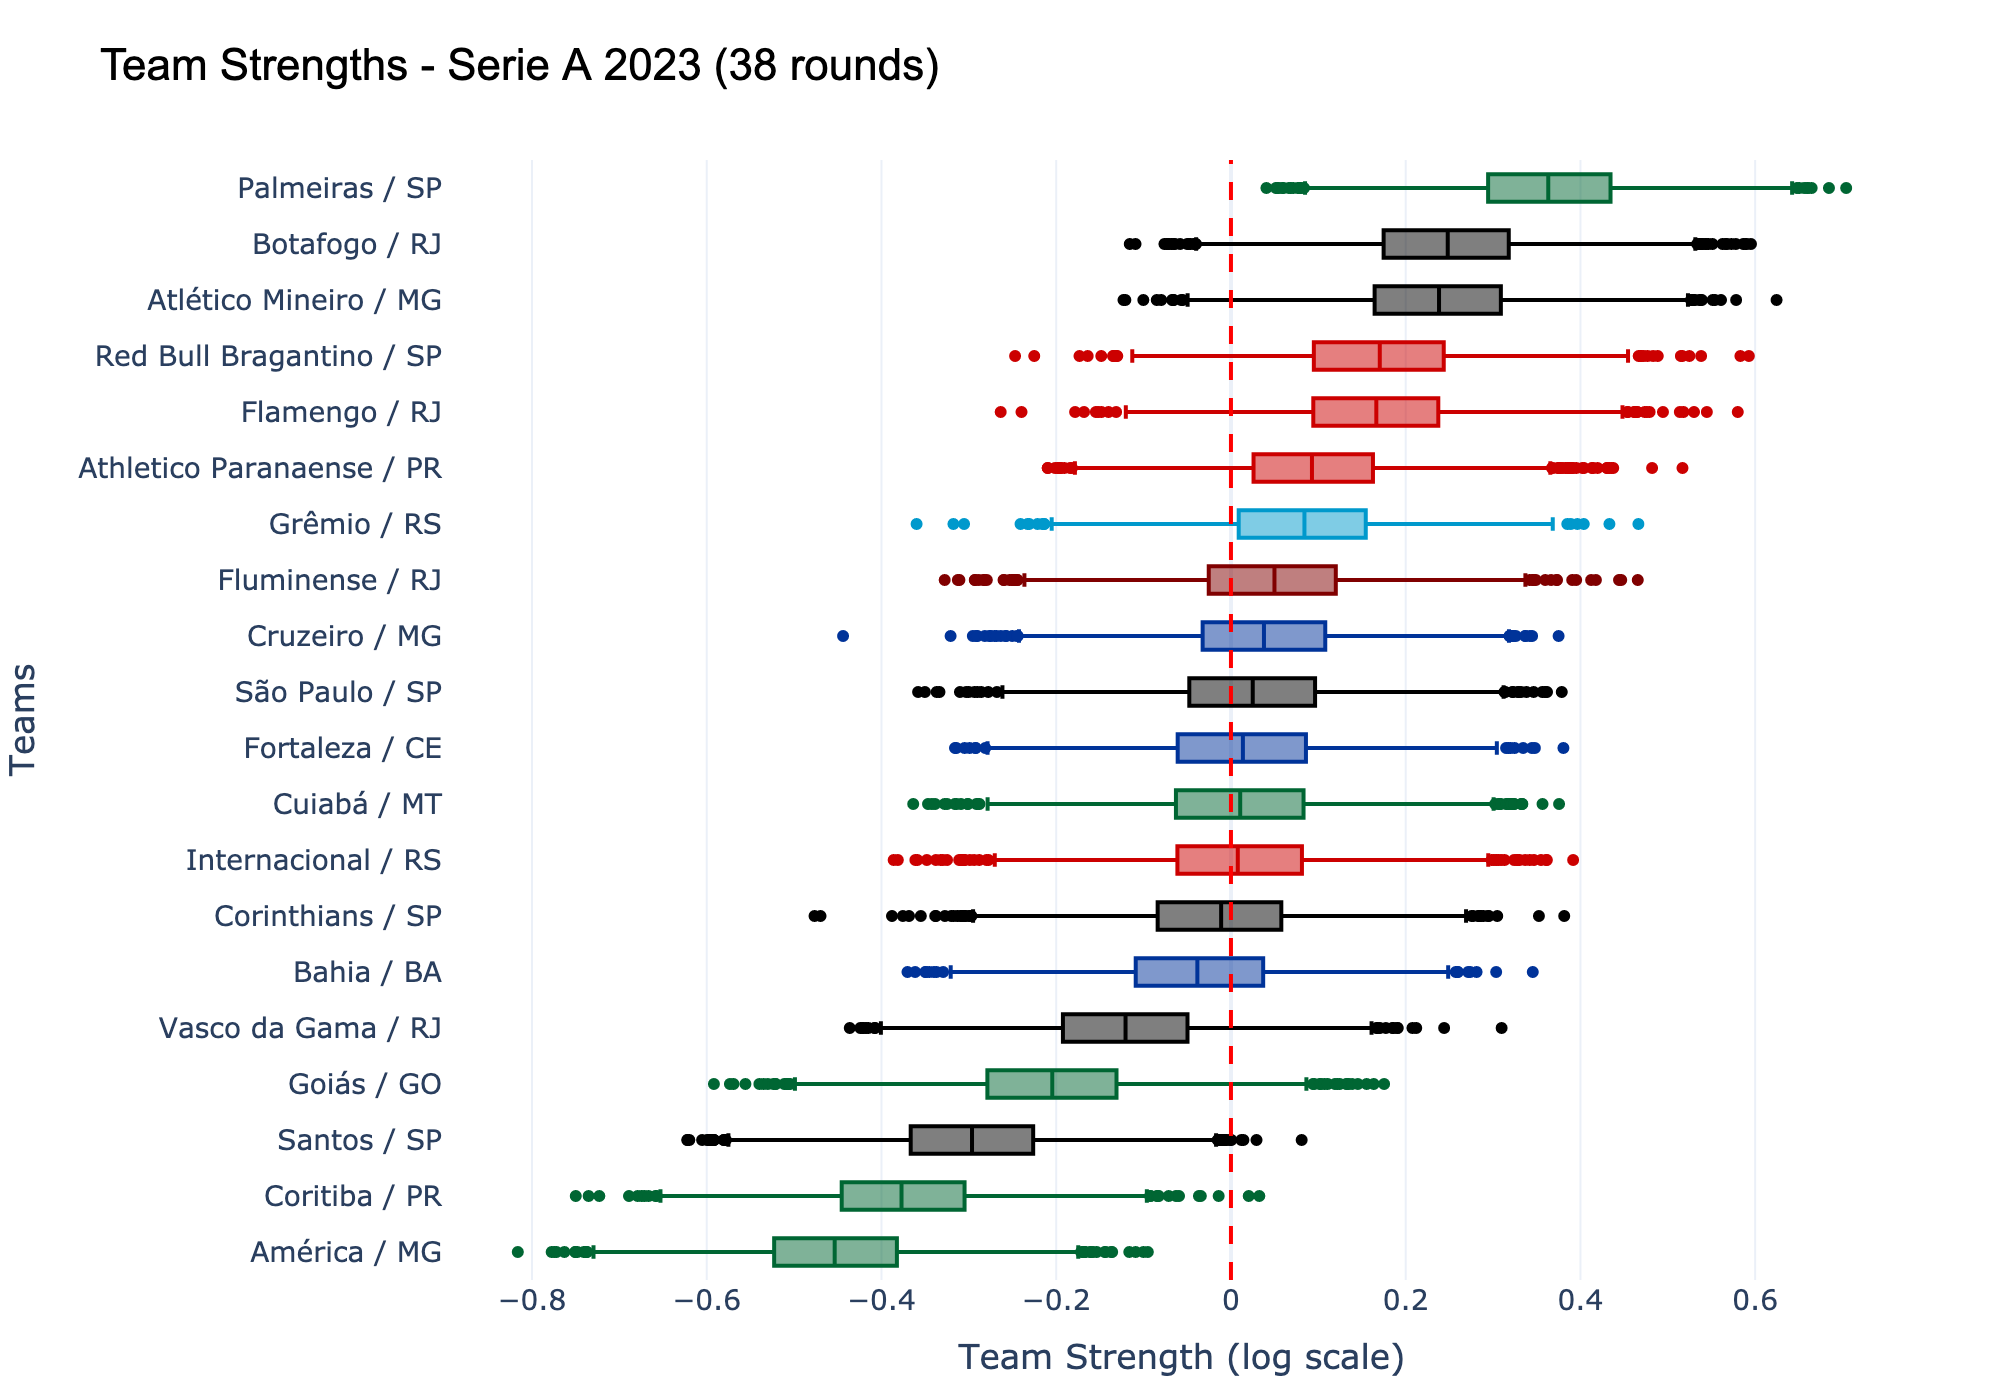 Team Strengths - Serie A 2023 (38 rounds)
Teams
Palmeiras / SP
Botafogo / RJ
Atlético Mineiro / MG
Red Bull Bragantino / SP
Flamengo / RJ
Athletico Paranaense / PR
Grêmio / RS
Fluminense / RJ
Cruzeiro / MG
São Paulo / SP
Fortaleza / CE
Cuiabá / MT
Internacional / RS
Corinthians / SP
Bahia / BA
Vasco da Gama / RJ
Goiás / GO
Santos / SP
Coritiba / PR
América / MG
−0.8 −0.6 −0.4 −0.2 0 0.2 0.4 0.6
Team Strength (log scale)